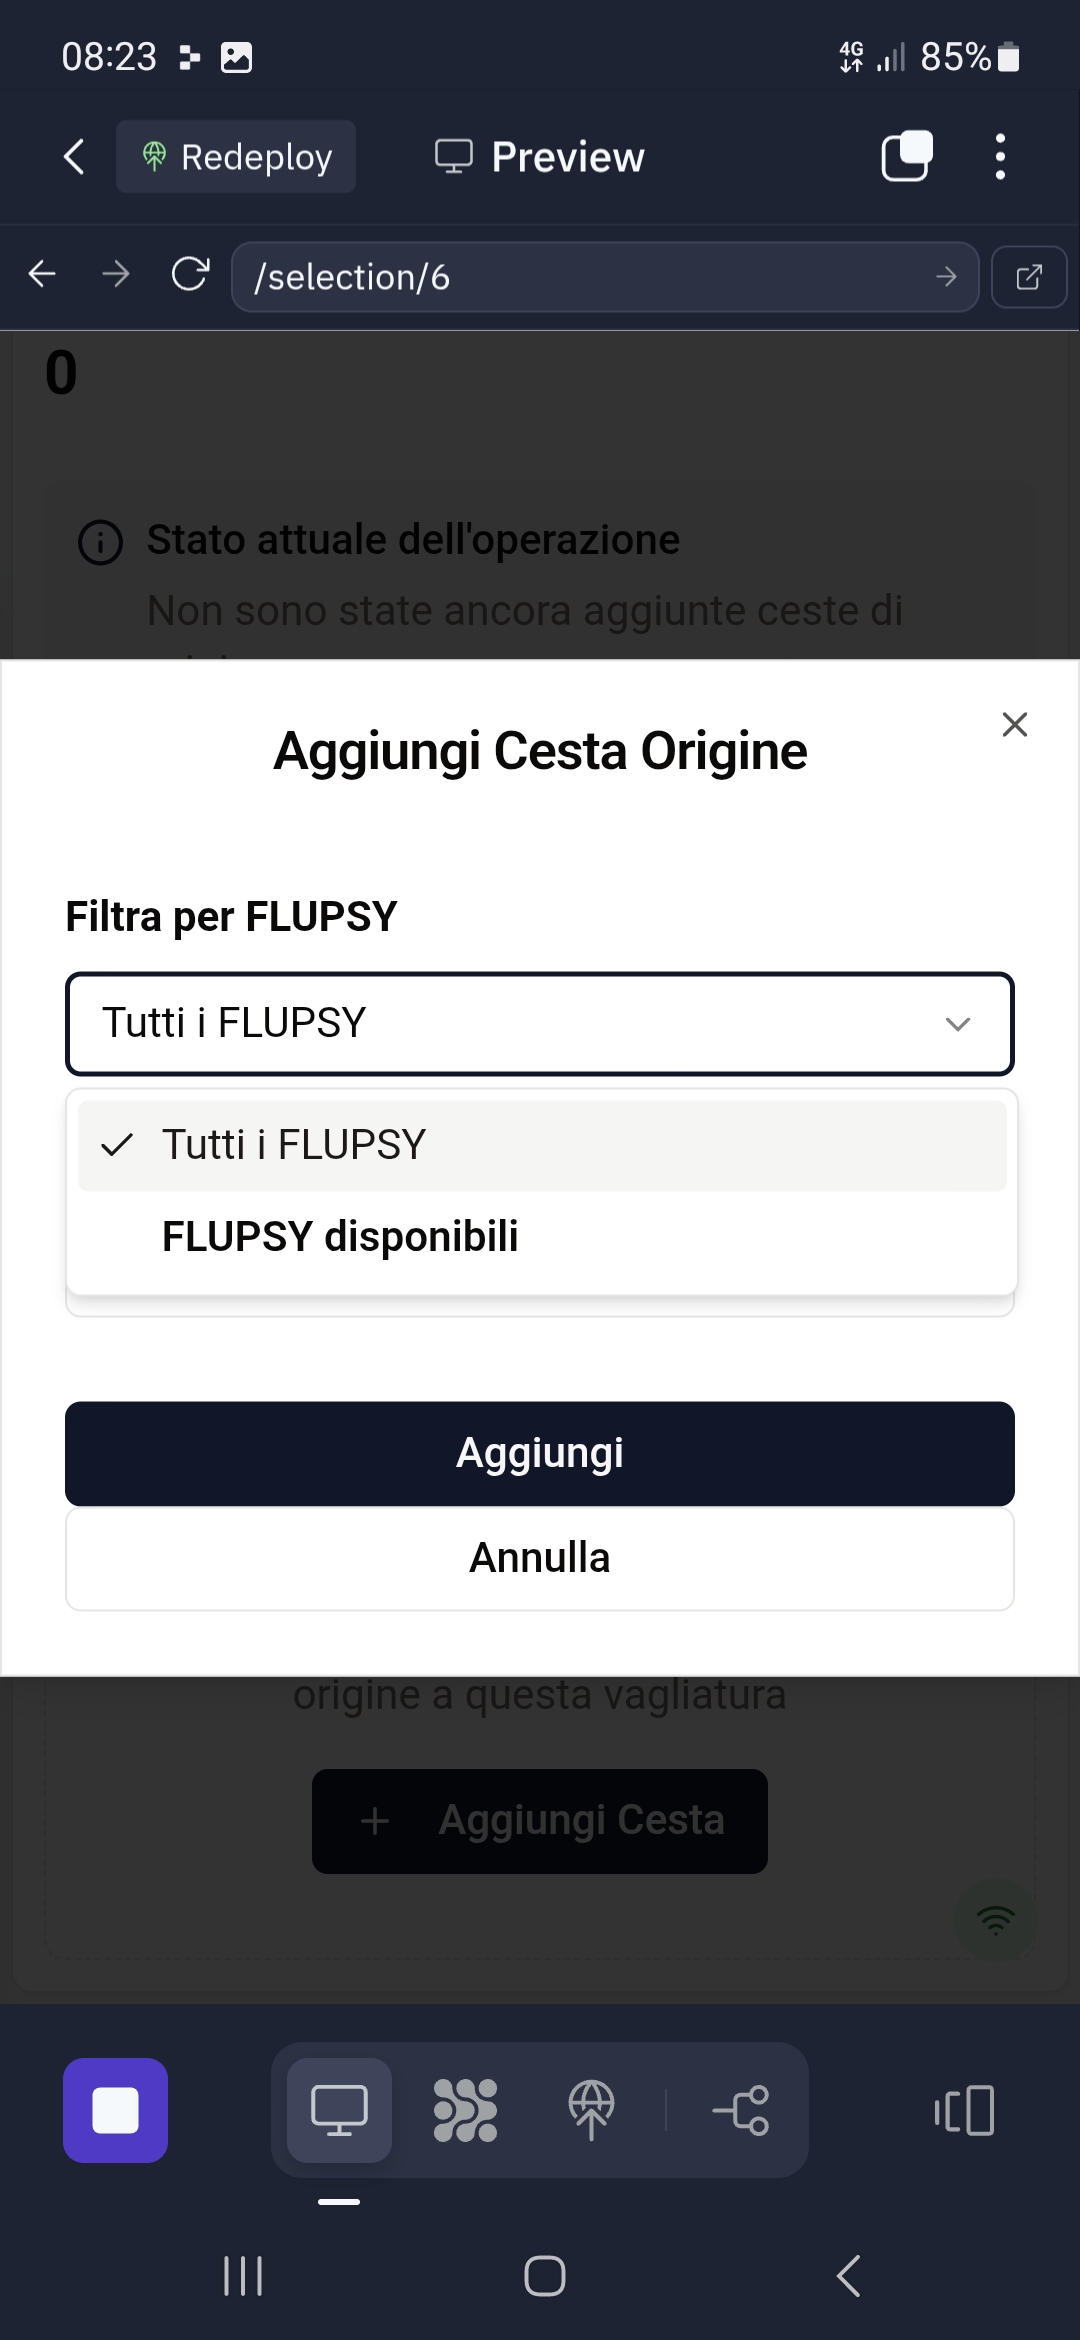 08:23
4G
85%
Redeploy
Preview
/selection/6
0
Stato attuale dell'operazione
Non sono state ancora aggiunte ceste di
Aggiungi Cesta Origine
Filtra per FLUPSY
Tutti i FLUPSY
Tutti i FLUPSY
FLUPSY disponibili
Aggiungi
Annulla
origine a questa vagliatura
Aggiungi Cesta